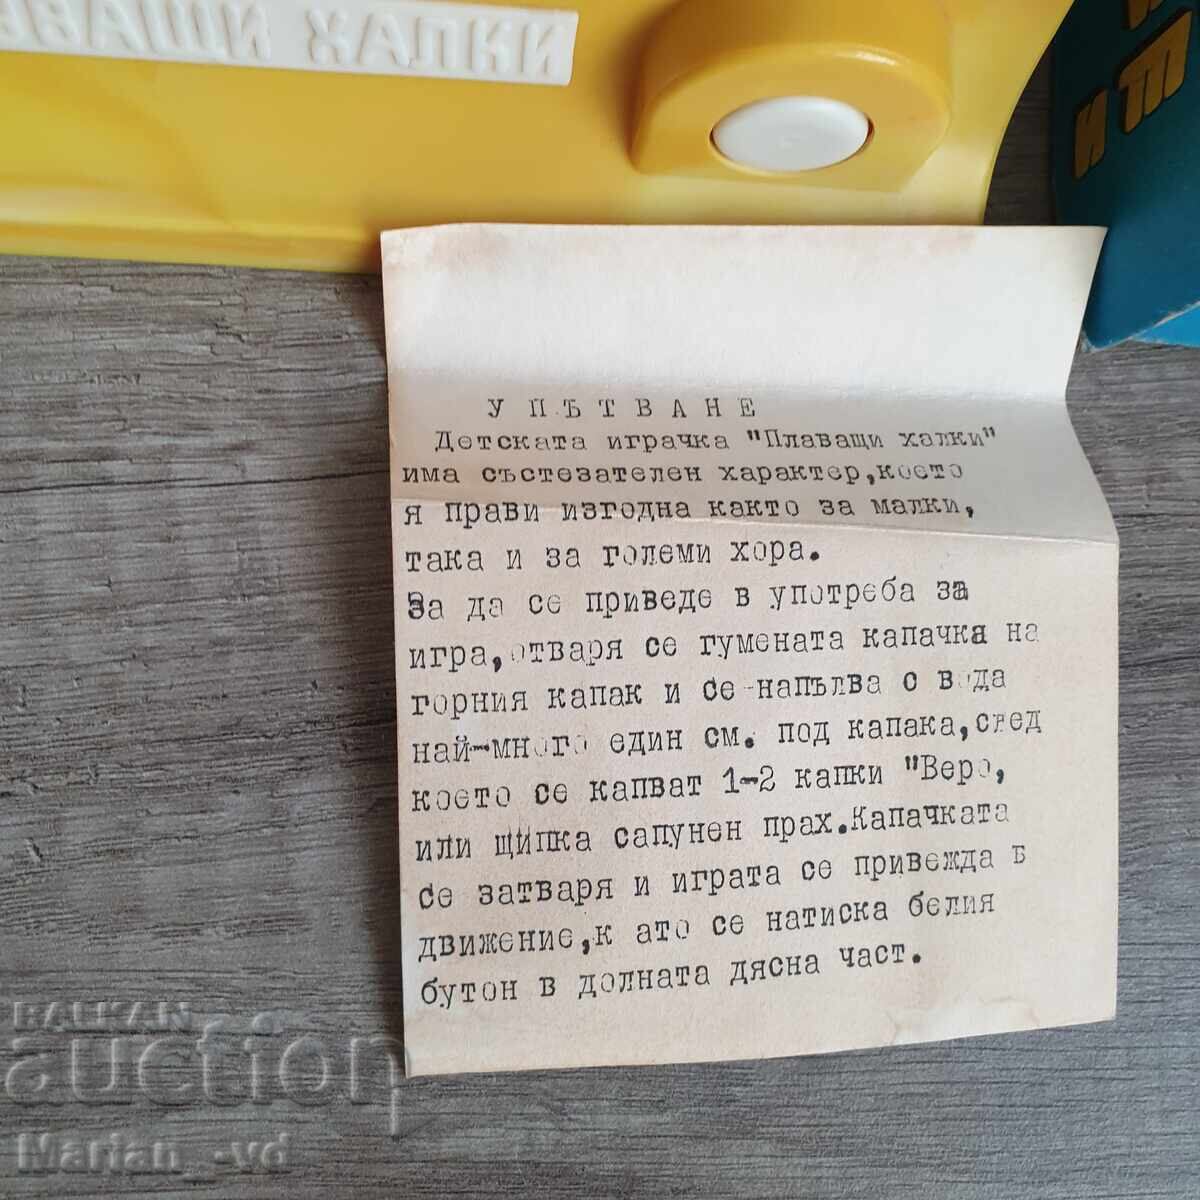 ВАЩИ ХАЛКИ
УПЪТВАНЕ
Детската играчка "Плаващи халки"
има състезателен характер,което
я прави изгодна както за малки,
така и за големи хора.
За да се приведе в употреба за
игра,отваря се гумената капачка на
горния капак и се напълва с вода
най-много един см. под капака,след
което се капват 1-2 капки "Веро,
или щипка сапунен прах.Капачката
се затваря и играта се привежда в
движение,к ато се натиска белия
бутон в долната дясна част.
BALKAN
auction
Marian_-vd